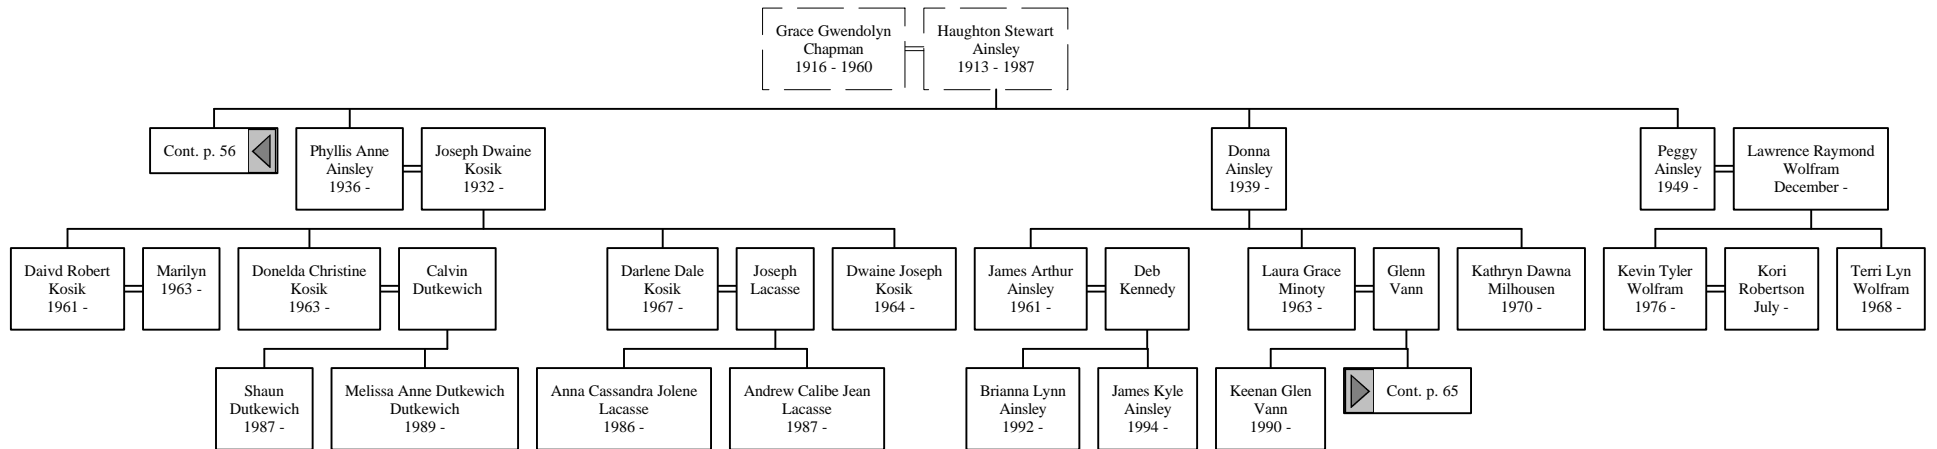 Grace Gwendolyn
Chapman
1916 - 1960
Haughton Stewart
Ainsley
1913 - 1987
Cont. p. 56
Phyllis Anne
Ainsley
1936 -
Joseph Dwaine
Kosik
1932 -
Donna
Ainsley
1939 -
Peggy
Ainsley
1949 -
Lawrence Raymond
Wolfram
December -
Daivd Robert
Kosik
1961 -
Marilyn
1963 -
Donelda Christine
Kosik
1963 -
Calvin
Dutkewich
Darlene Dale
Kosik
1967 -
Joseph
Lacasse
Dwaine Joseph
Kosik
1964 -
James Arthur
Ainsley
1961 -
Deb
Kennedy
Laura Grace
Minoty
1963 -
Glenn
Vann
Kathryn Dawna
Milhousen
1970 -
Kevin Tyler
Wolfram
1976 -
Kori
Robertson
July -
Terri Lyn
Wolfram
1968 -
Shaun
Dutkewich
1987 -
Melissa Anne Dutkewich
Dutkewich
1989 -
Anna Cassandra Jolene
Lacasse
1986 -
Andrew Calibe Jean
Lacasse
1987 -
Brianna Lynn
Ainsley
1992 -
James Kyle
Ainsley
1994 -
Keenan Glen
Vann
1990 -
Cont. p. 65